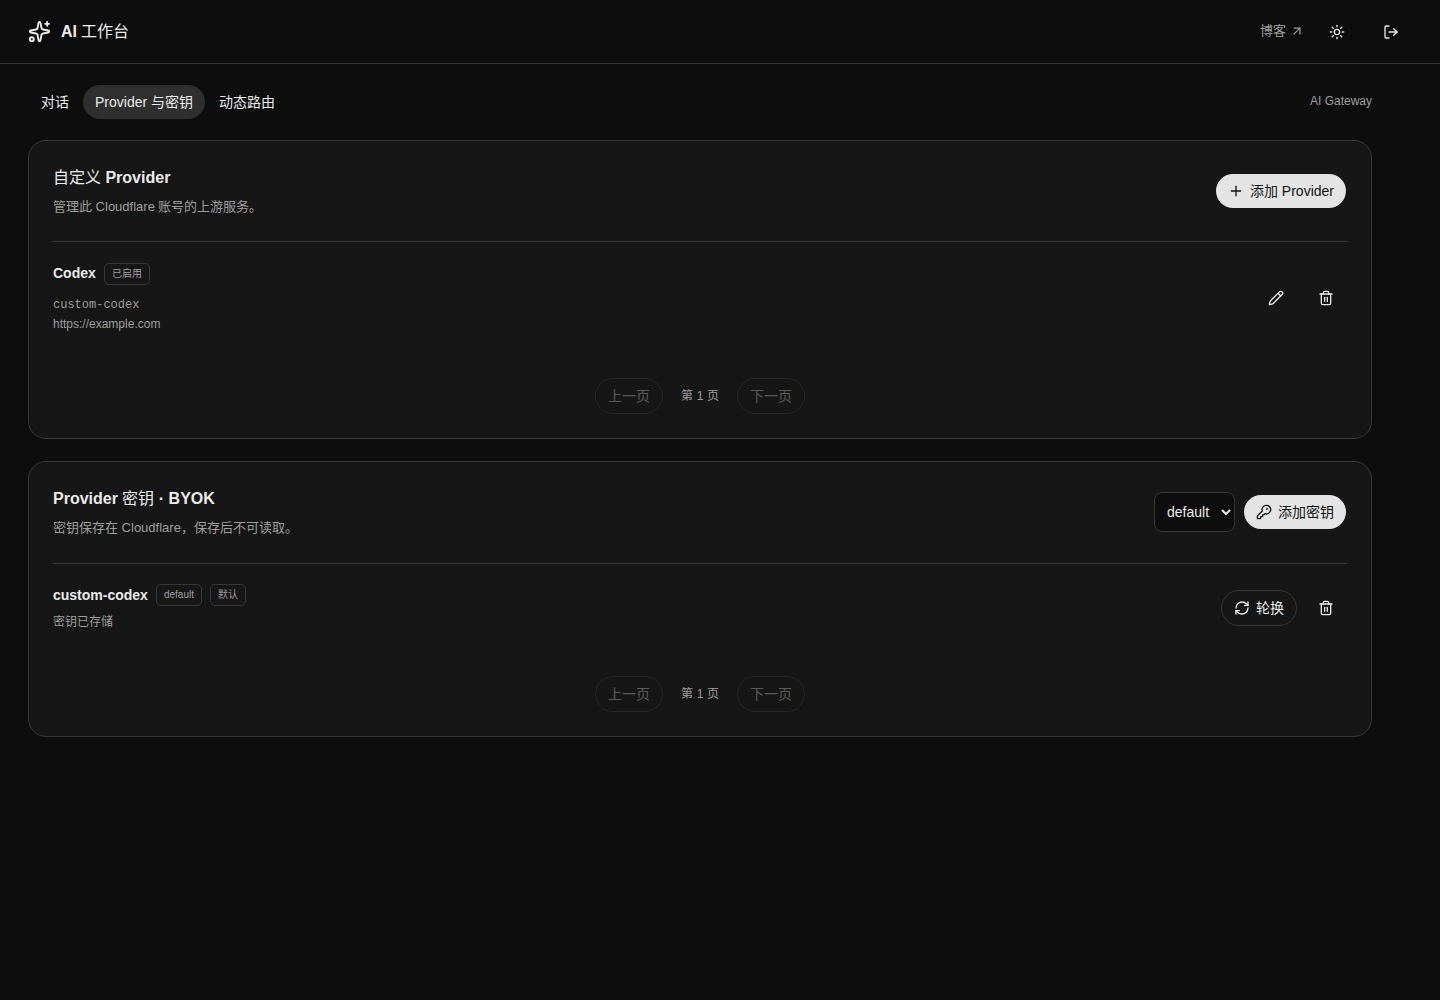 AI 工作台
博客
对话
Provider 与密钥
动态路由
AI Gateway
自定义 Provider
管理此 Cloudflare 账号的上游服务。
添加 Provider
Codex 已启用
custom-codex
https://example.com
上一页
第 1 页
下一页
Provider 密钥 · BYOK
密钥保存在 Cloudflare，保存后不可读取。
default
添加密钥
custom-codex default 默认
密钥已存储
轮换
上一页
第 1 页
下一页